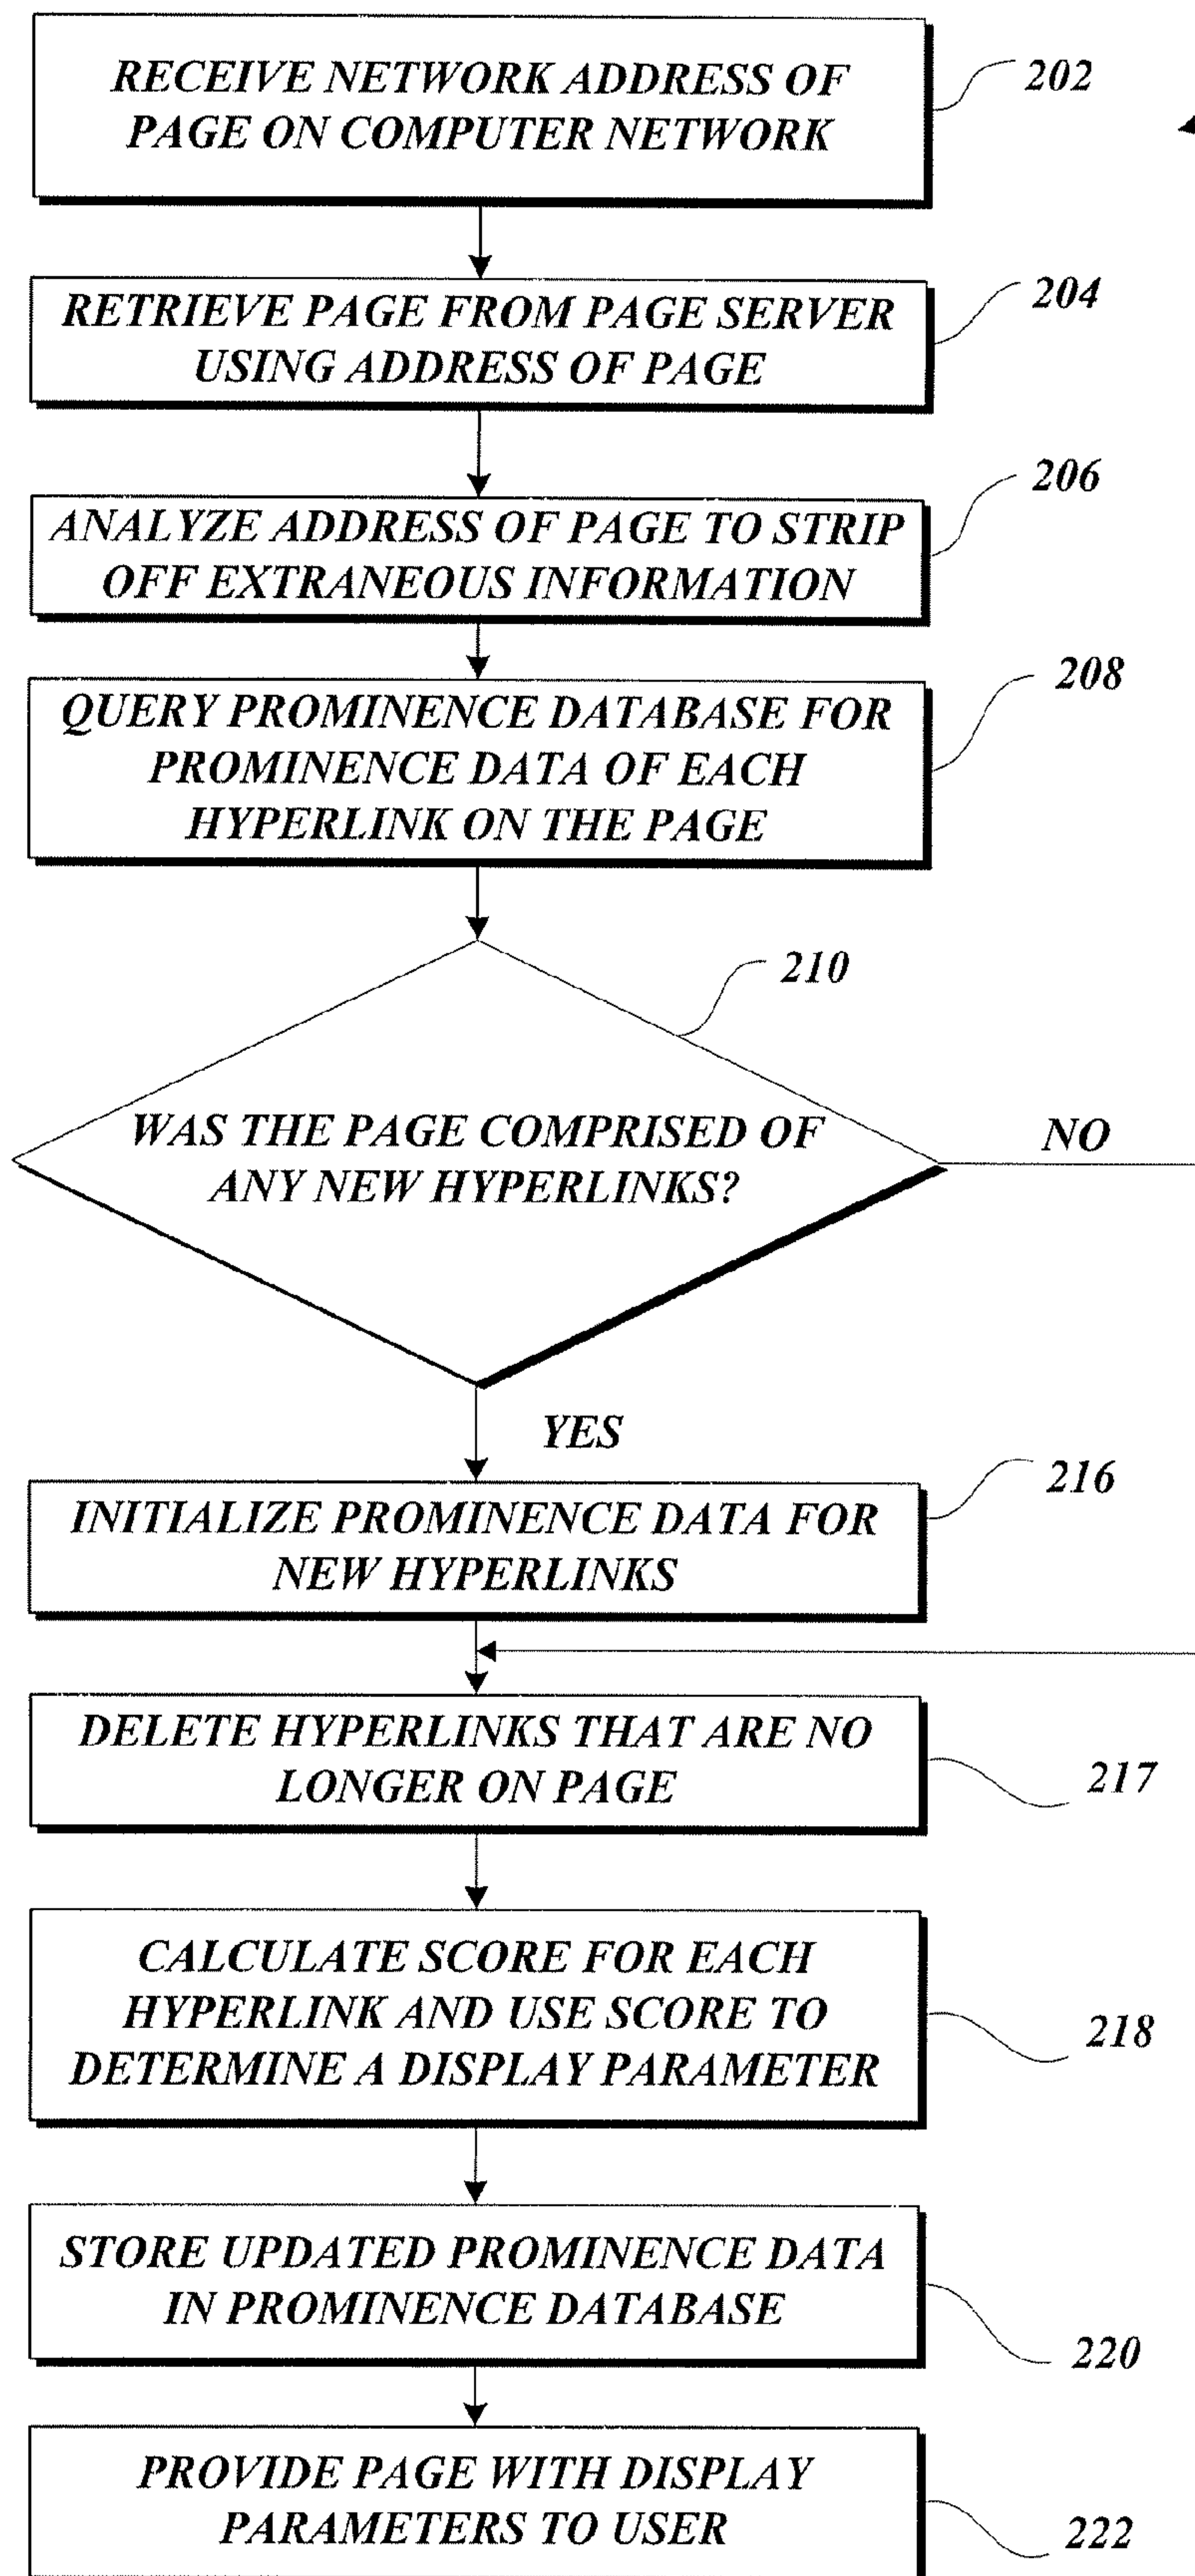 RECEIVE NETWORK ADDRESS OF
PAGE ON COMPUTER NETWORK
202
RETRIEVE PAGE FROM PAGE SERVER
USING ADDRESS OF PAGE
204
ANALYZE ADDRESS OF PAGE TO STRIP
OFF EXTRANEOUS INFORMATION
206
QUERY PROMINENCE DATABASE FOR
PROMINENCE DATA OF EACH
HYPERLINK ON THE PAGE
208
210
WAS THE PAGE COMPRISED OF
ANY NEW HYPERLINKS?
NO
YES
INITIALIZE PROMINENCE DATA FOR
NEW HYPERLINKS
216
DELETE HYPERLINKS THAT ARE NO
LONGER ON PAGE
217
CALCULATE SCORE FOR EACH
HYPERLINK AND USE SCORE TO
DETERMINE A DISPLAY PARAMETER
218
STORE UPDATED PROMINENCE DATA
IN PROMINENCE DATABASE
220
PROVIDE PAGE WITH DISPLAY
PARAMETERS TO USER
222